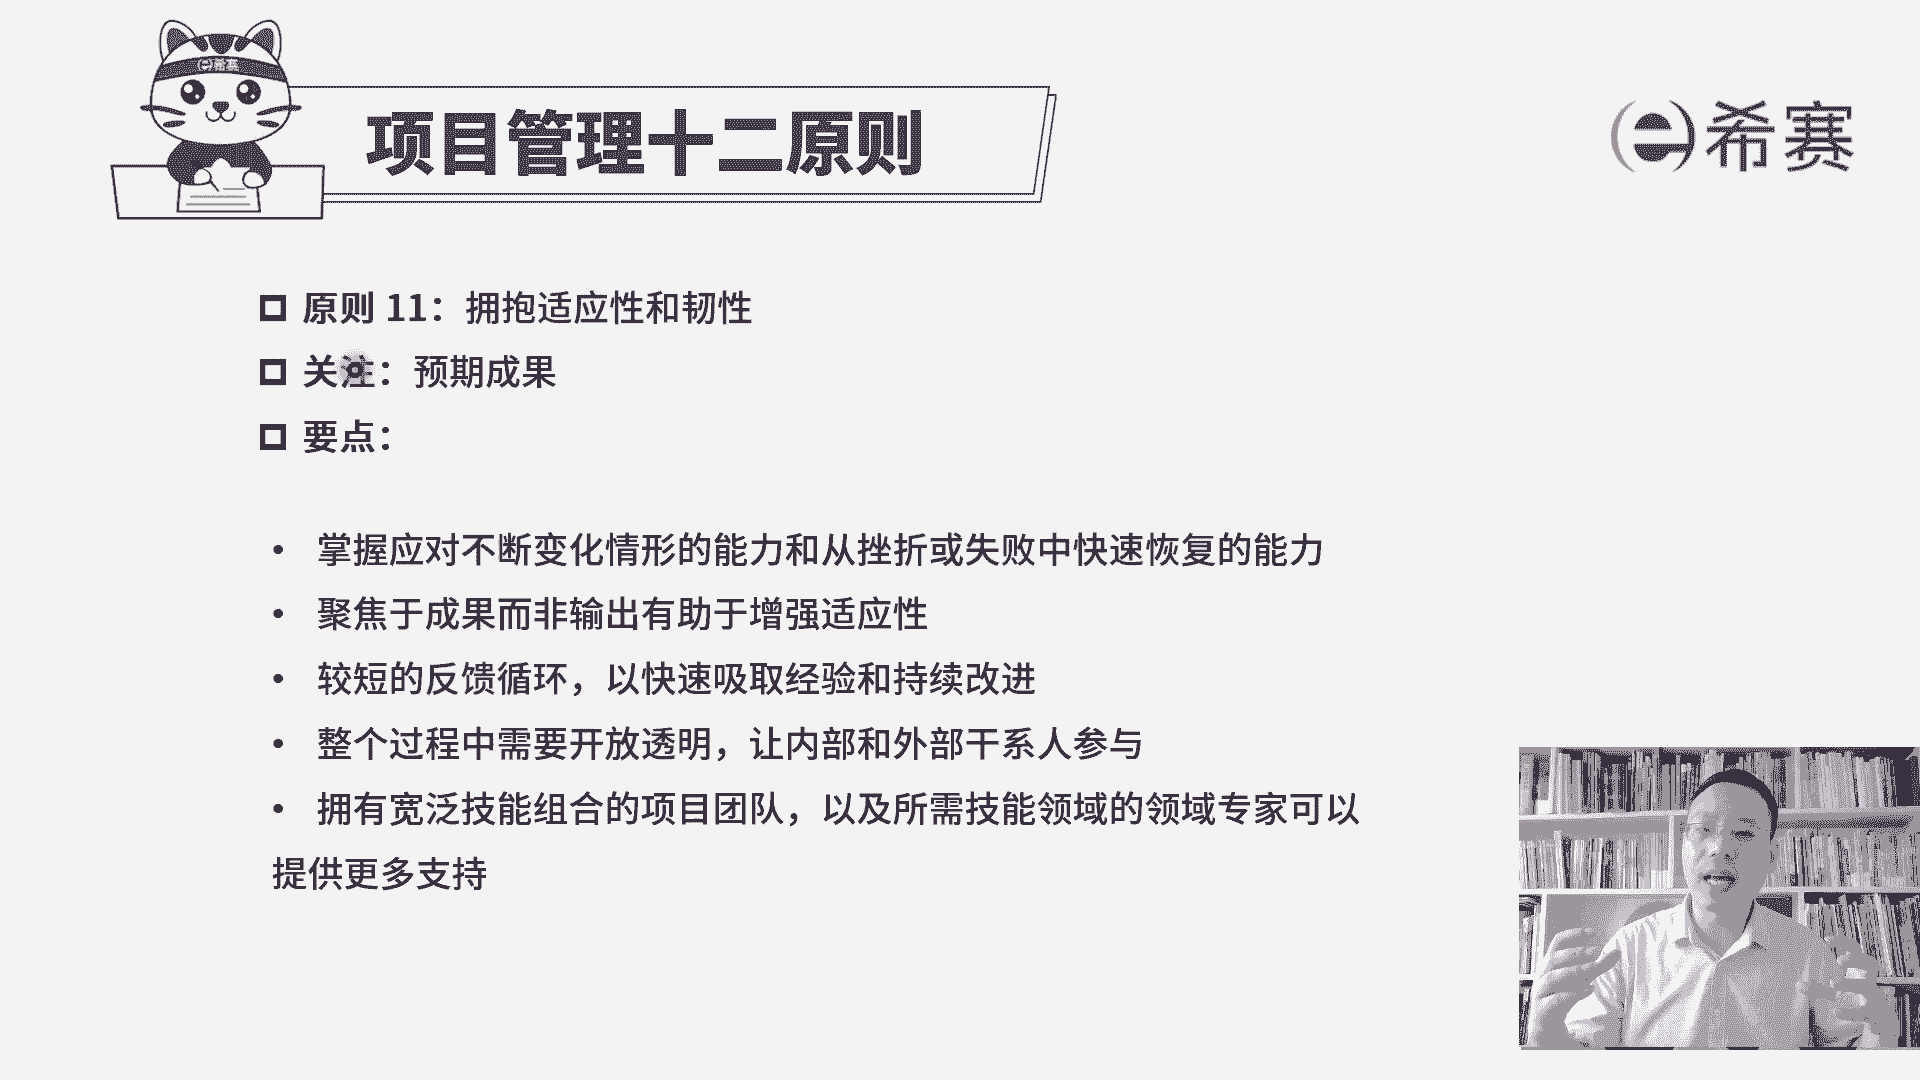 希赛
项目管理十二原则
希赛
原则 11：拥抱适应性和韧性
关注：预期成果
要点：
• 掌握应对不断变化情形的能力和从挫折或失败中快速恢复的能力
• 聚焦于成果而非输出有助于增强适应性
• 较短的反馈循环，以快速吸取经验和持续改进
• 整个过程中需要开放透明，让内部和外部干系人参与
• 拥有宽泛技能组合的项目团队，以及所需技能领域的领域专家可以
提供更多支持